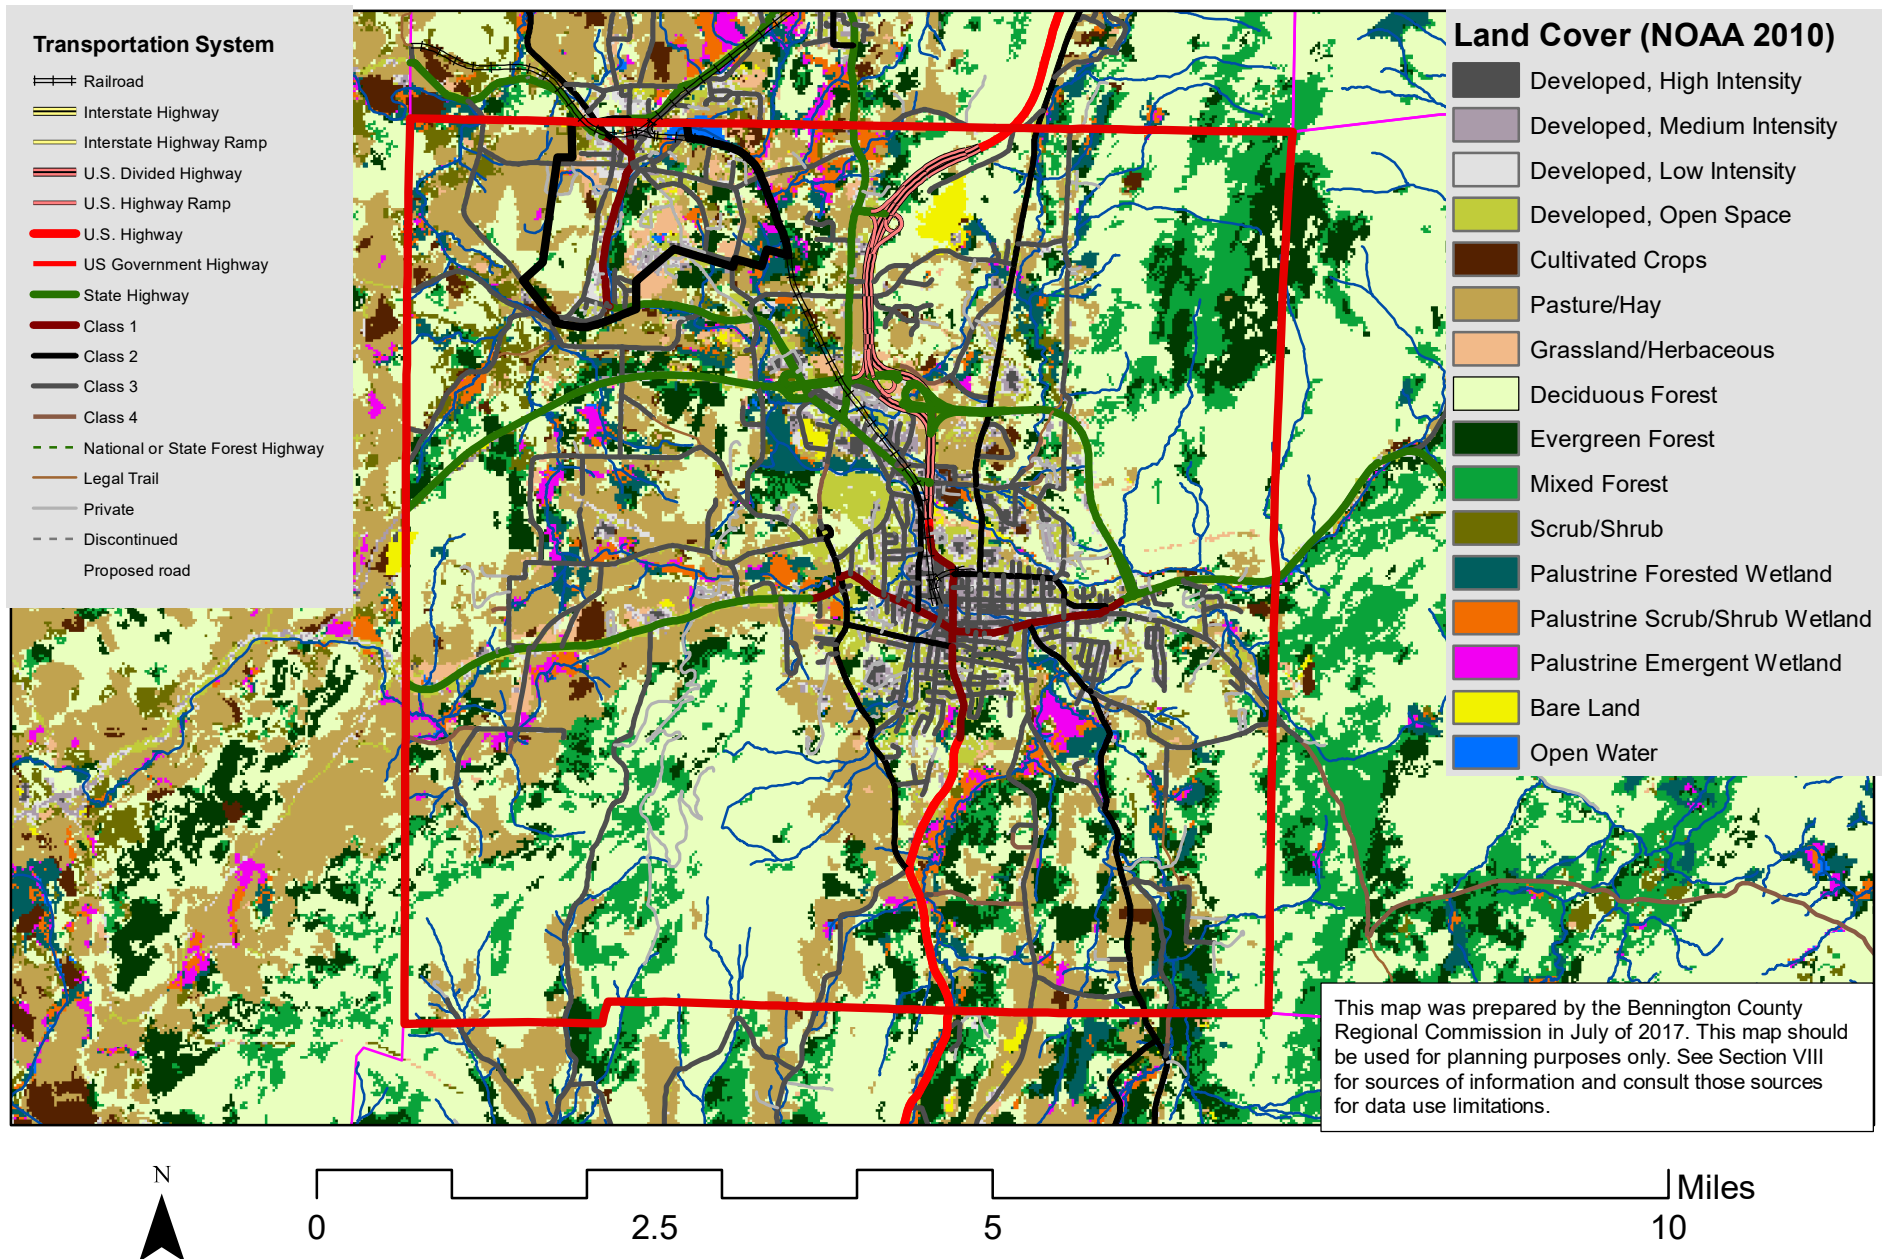 Transportation System
Railroad
Interstate Highway
Interstate Highway Ramp
U.S. Divided Highway
U.S. Highway Ramp
U.S. Highway
US Government Highway
State Highway
Class 1
Class 2
Class 3
Class 4
National or State Forest Highway
Legal Trail
Private
Discontinued
Proposed road
Land Cover (NOAA 2010)
Developed, High Intensity
Developed, Medium Intensity
Developed, Low Intensity
Developed, Open Space
Cultivated Crops
Pasture/Hay
Grassland/Herbaceous
Deciduous Forest
Evergreen Forest
Mixed Forest
Scrub/Shrub
Palustrine Forested Wetland
Palustrine Scrub/Shrub Wetland
Palustrine Emergent Wetland
Bare Land
Open Water
This map was prepared by the Bennington County
Regional Commission in July of 2017. This map should
be used for planning purposes only. See Section VIII
for sources of information and consult those sources
for data use limitations.
N
Miles
0 2.5 5 10